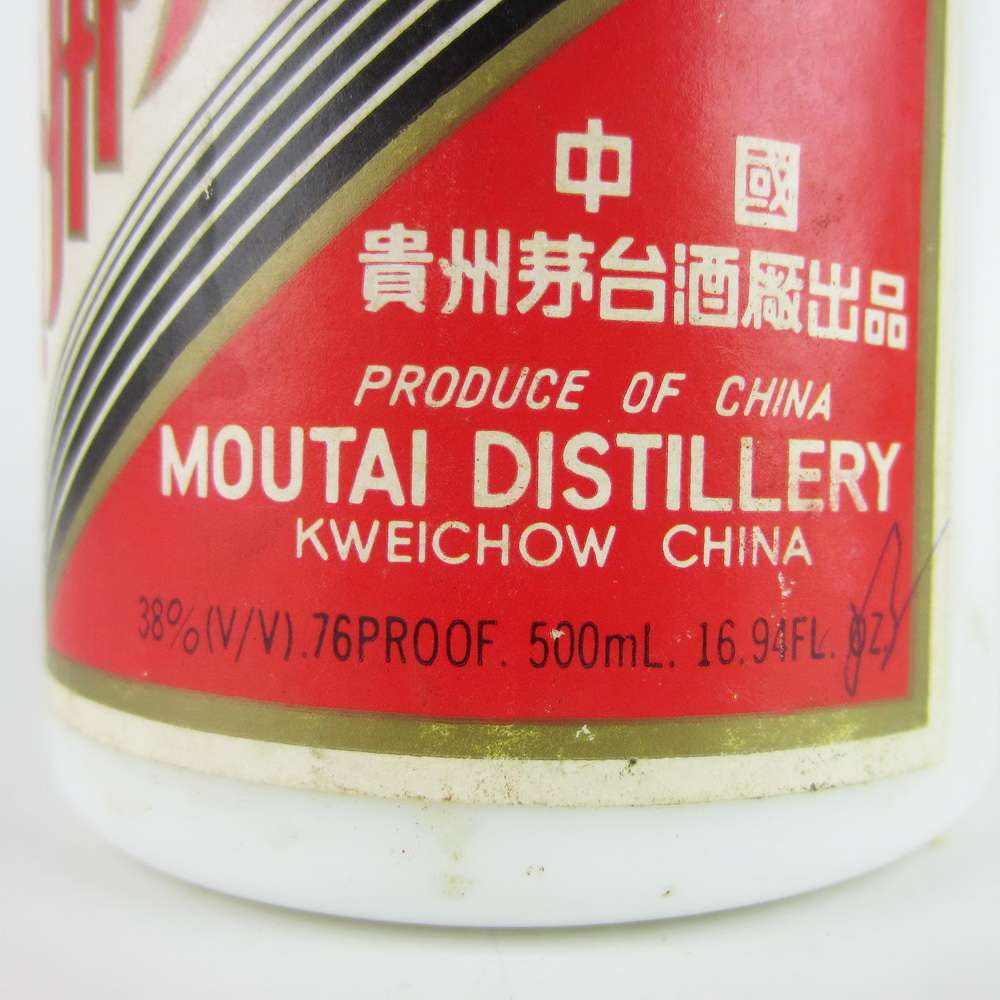 中國
貴州茅台酒厰出品
PRODUCE OF CHINA
MOUTAI DISTILLERY
KWEICHOW CHINA
38%(V/V).76PROOF. 500mL. 16.94FL. OZ.